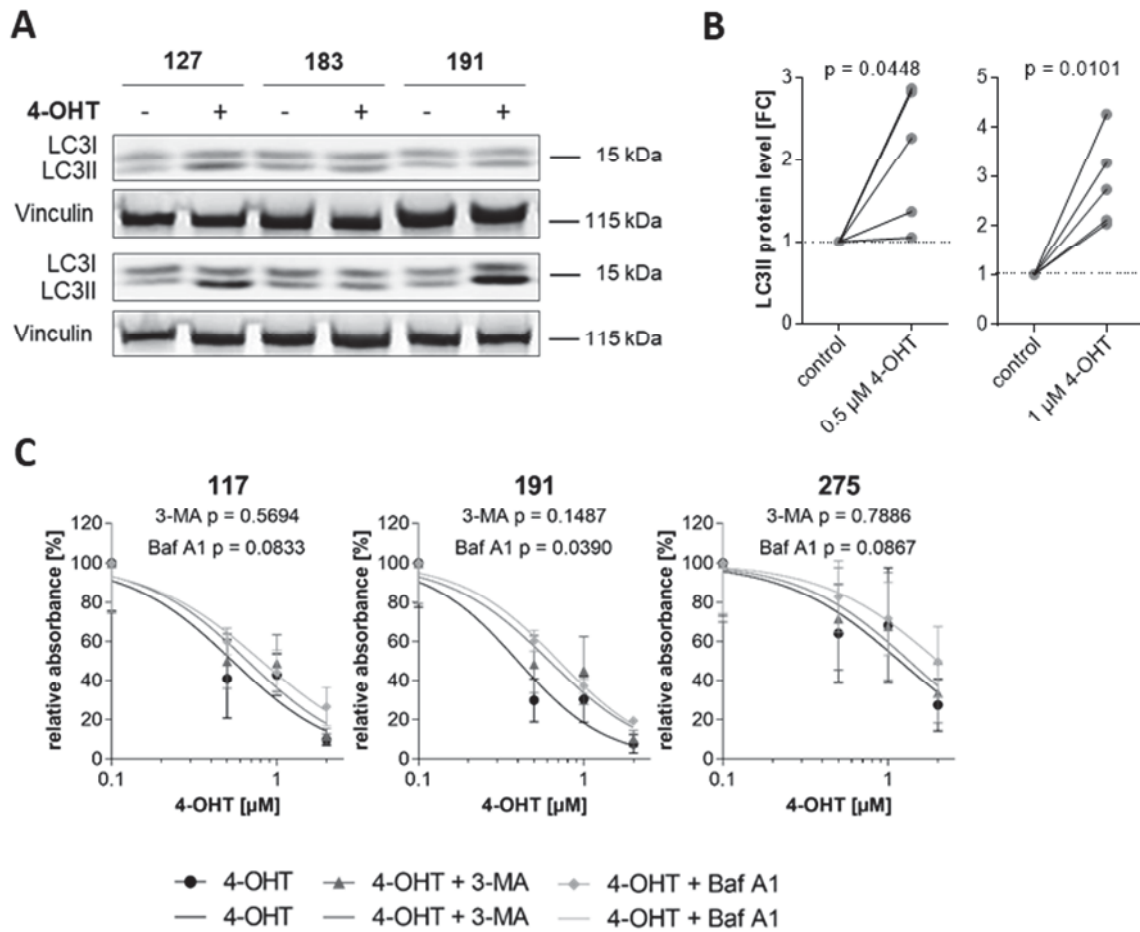 A
127 183 191
4-OHT - + - + - +
LC3I
LC3II
15 kDa
Vinculin
115 kDa
LC3I
LC3II
15 kDa
Vinculin
115 kDa
B
LC3II protein level [FC]
p = 0.0448
3
2
1
0
control
0.5 µM 4-OHT
p = 0.0101
5
4
3
2
1
0
control
1 µM 4-OHT
C
117
3-MA p = 0.5694
Baf A1 p = 0.0833
relative absorbance [%]
120
100
80
60
40
20
0
0.1 1
4-OHT [µM]
191
3-MA p = 0.1487
Baf A1 p = 0.0390
relative absorbance [%]
120
100
80
60
40
20
0
0.1 1
4-OHT [µM]
275
3-MA p = 0.7886
Baf A1 p = 0.0867
relative absorbance [%]
120
100
80
60
40
20
0
0.1 1
4-OHT [µM]
4-OHT 4-OHT + 3-MA 4-OHT + Baf A1
4-OHT 4-OHT + 3-MA 4-OHT + Baf A1